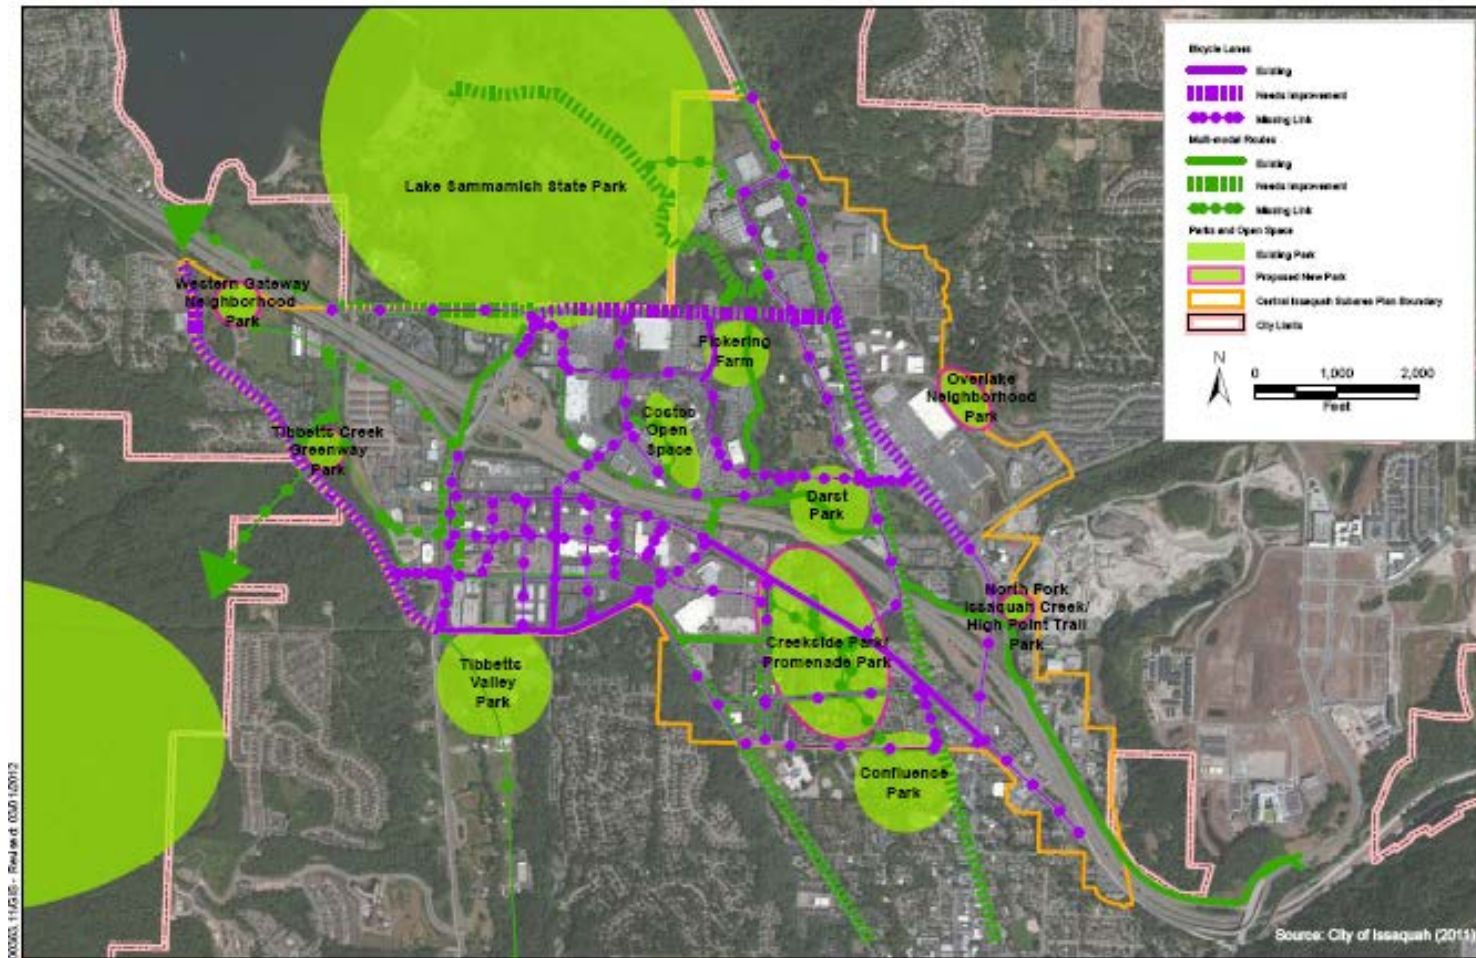 Bicycle Lanes
Existing
Needs Improvement
Missing Link
Multi-modal Routes
Existing
Needs Improvement
Missing Link
Parks and Open Space
Existing Park
Proposed New Park
Central Issaquah Subarea Plan Boundary
City Limits
N
0 1,000 2,000
Feet
Lake Sammamish State Park
Western Gateway
Neighborhood
Park
Pickering
Farm
Overlake
Neighborhood
Park
Costco
Open
Space
Tibbetts Creek
Greenway
Park
Darst
Park
North Fork
Issaquah Creek/
High Point Trail
Park
Creekside Park/
Promenade Park
Tibbetts
Valley
Park
Confluence
Park
Source: City of Issaquah (2011)
Revised: